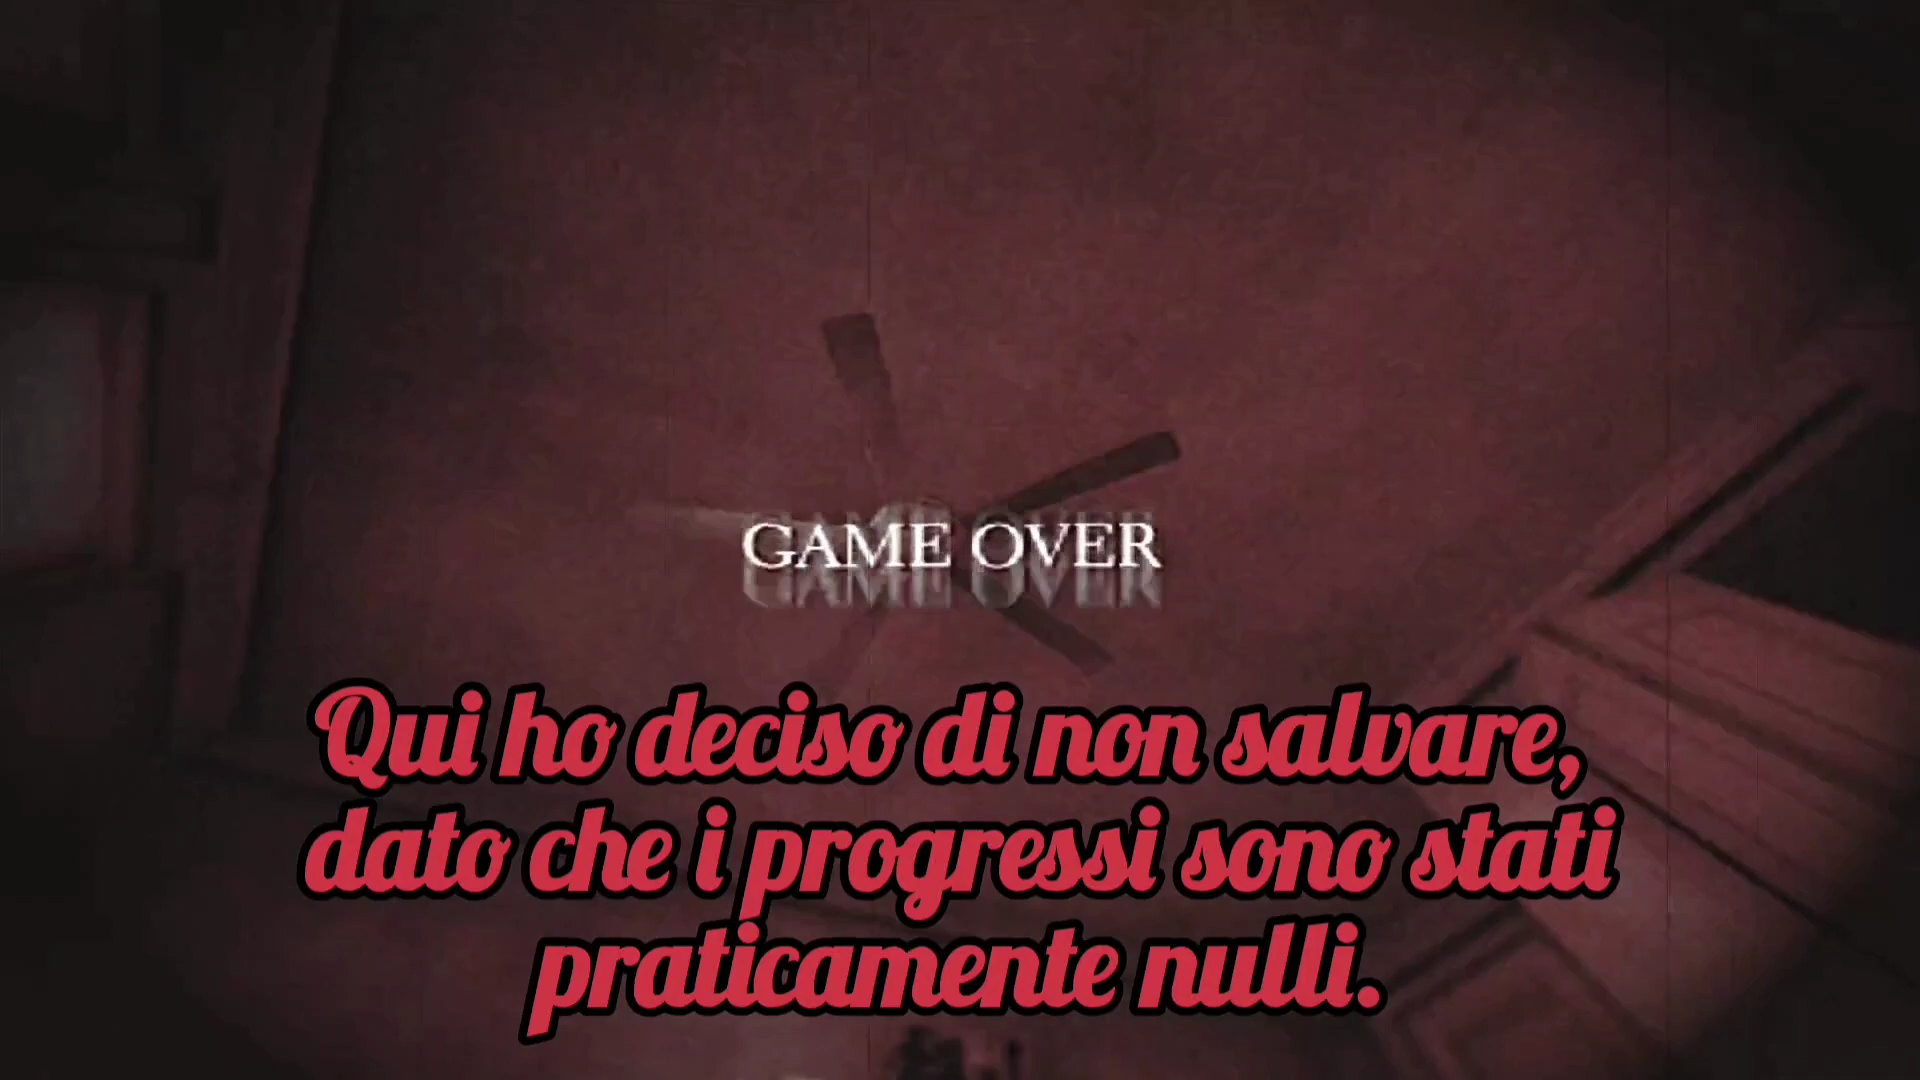 GAME OVER
Qui ho deciso di non salvare,
dato che i progressi sono stati
praticamente nulli.